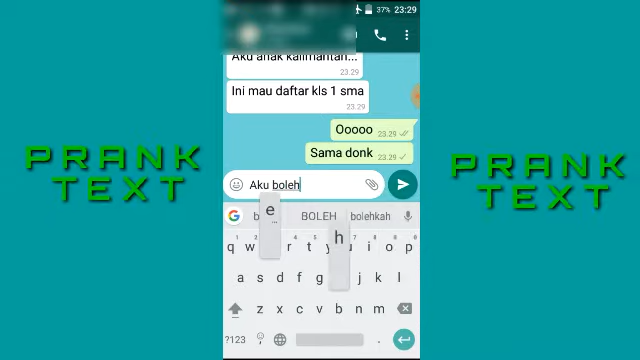 37% 23:29
Aku anak kalimantan...
23.29
Ini mau daftar kls 1 sma
23.29
Ooooo 23.29
Sama donk 23.29
PRANK
TEXT
PRANK
TEXT
Aku boleh
BOLEH bolehkah
e
h
q w r t y u i o p
a s d f g j k l
z x c v b n m
?123 , .